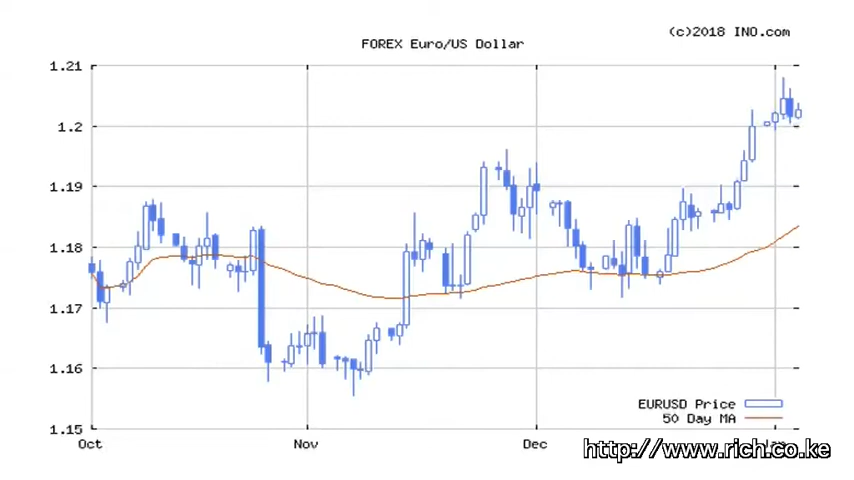 (c)2018 INO.com
FOREX Euro/US Dollar
1.21
1.2
1.19
1.18
1.17
1.16
1.15
EURUSD Price
50 Day MA
Oct
Nov
Dec
http://www.rich.co.ke